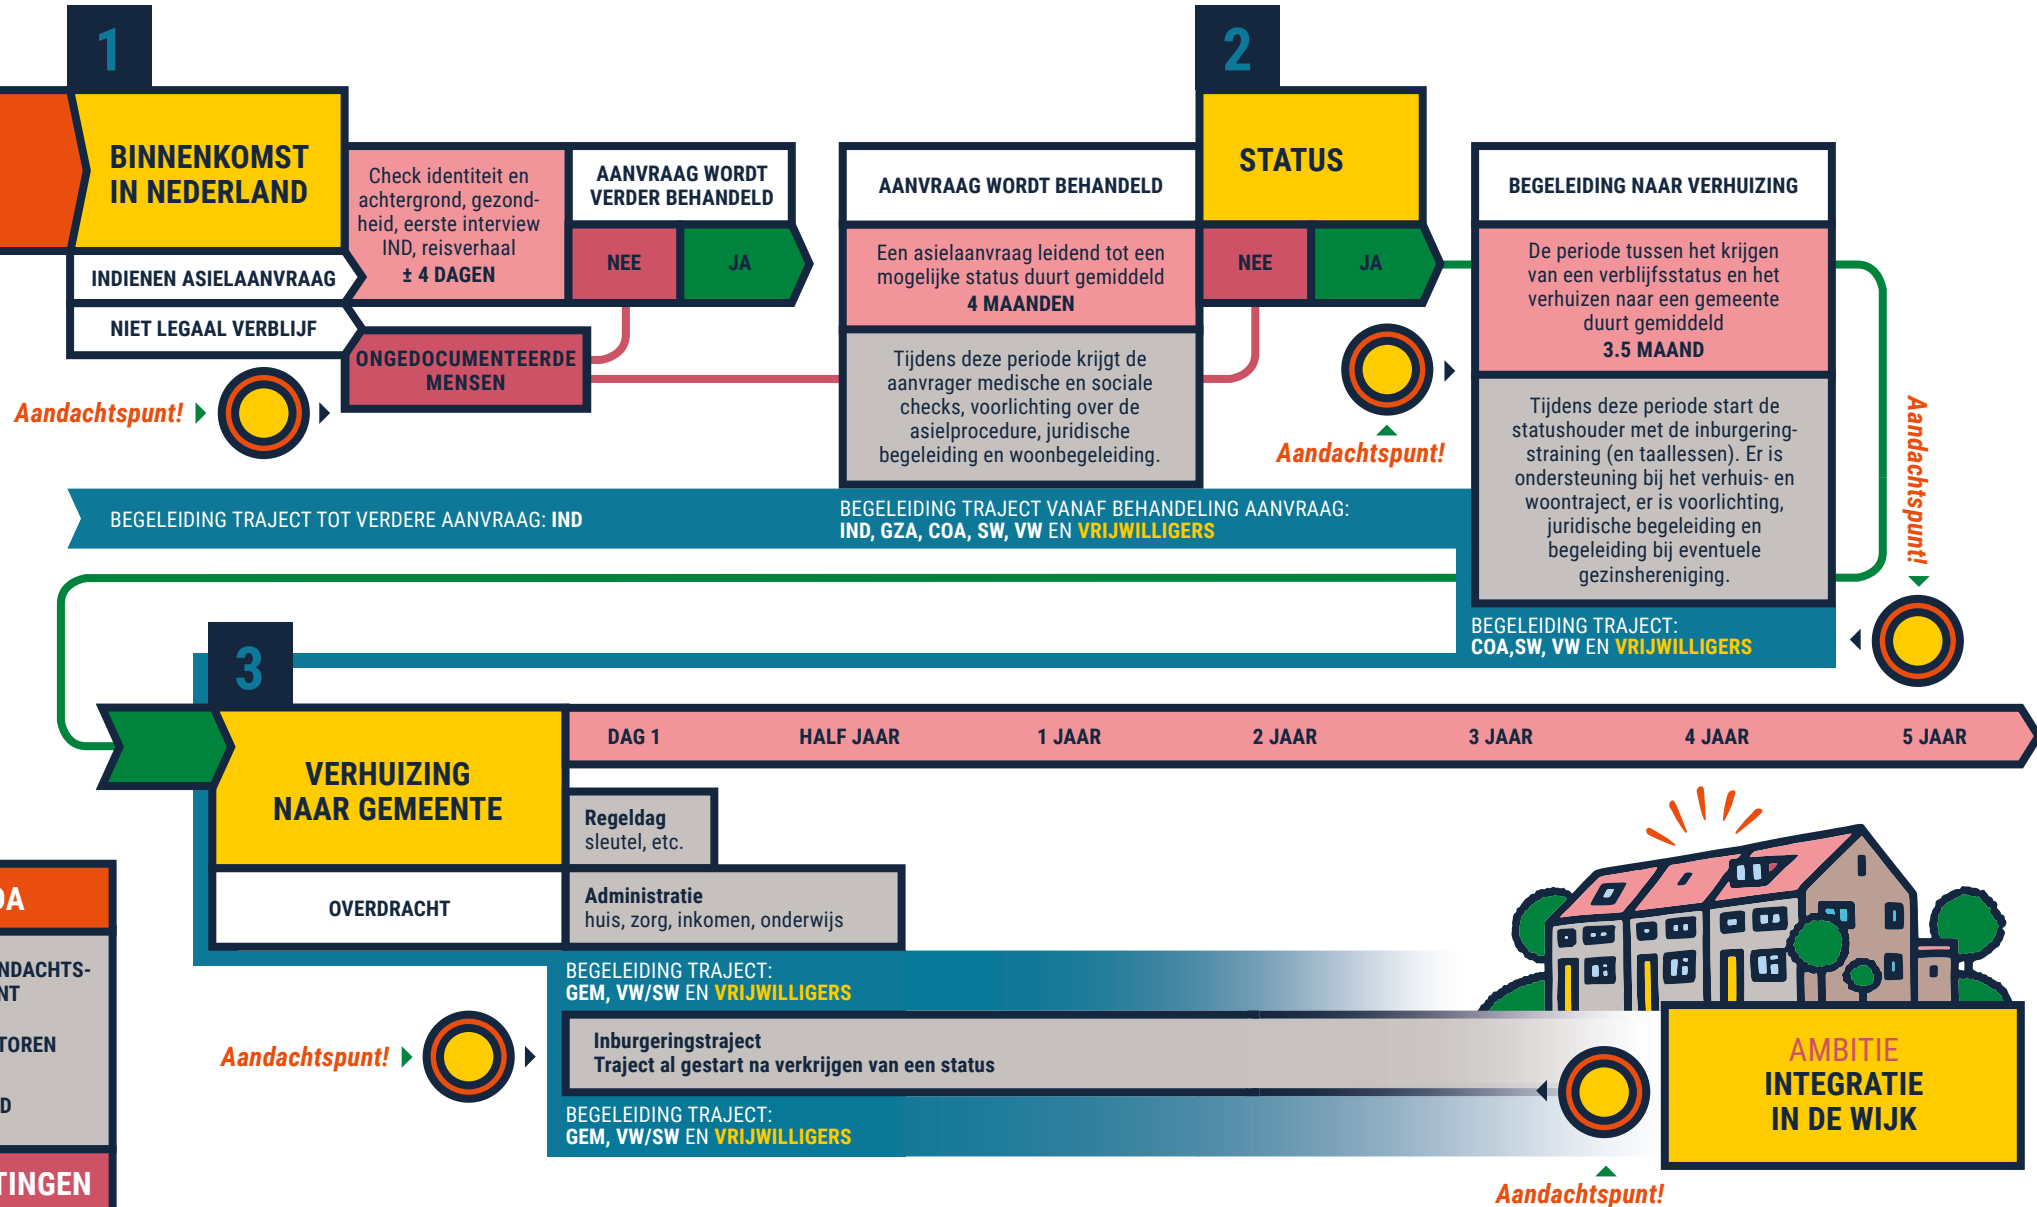 1
BINNENKOMST
IN NEDERLAND
INDIENEN ASIELAANVRAAG
NIET LEGAAL VERBLIJF
Check identiteit en
achtergrond, gezond-
heid, eerste interview
IND, reisverhaal
± 4 DAGEN
AANVRAAG WORDT
VERDER BEHANDELD
NEE
JA
ONGEDOCUMENTEERDE
MENSEN
Aandachtspunt!
AANVRAAG WORDT BEHANDELD
Een asielaanvraag leidend tot een
mogelijke status duurt gemiddeld
4 MAANDEN
Tijdens deze periode krijgt de
aanvrager medische en sociale
checks, voorlichting over de
asielprocedure, juridische
begeleiding en woonbegeleiding.
2
STATUS
NEE
JA
Aandachtspunt!
BEGELEIDING NAAR VERHUIZING
De periode tussen het krijgen
van een verblijfsstatus en het
verhuizen naar een gemeente
duurt gemiddeld
3.5 MAAND
Tijdens deze periode start de
statushouder met de inburgering-
straining (en taallessen). Er is
ondersteuning bij het verhuis- en
woontraject, er is voorlichting,
juridische begeleiding en
begeleiding bij eventuele
gezinshereniging.
Aandachtspunt!
BEGELEIDING TRAJECT TOT VERDERE AANVRAAG: IND
BEGELEIDING TRAJECT VANAF BEHANDELING AANVRAAG:
IND, GZA, COA, SW, VW EN VRIJWILLIGERS
BEGELEIDING TRAJECT:
COA,SW, VW EN VRIJWILLIGERS
3
VERHUIZING
NAAR GEMEENTE
OVERDRACHT
DAG 1
HALF JAAR
1 JAAR
2 JAAR
3 JAAR
4 JAAR
5 JAAR
Regeldag
sleutel, etc.
Administratie
huis, zorg, inkomen, onderwijs
BEGELEIDING TRAJECT:
GEM, VW/SW EN VRIJWILLIGERS
Aandachtspunt!
Inburgeringstraject
Traject al gestart na verkrijgen van een status
BEGELEIDING TRAJECT:
GEM, VW/SW EN VRIJWILLIGERS
Aandachtspunt!
AMBITIE
INTEGRATIE
IN DE WIJK
DA
NDACHTS-
NT
TOREN
D
TINGEN